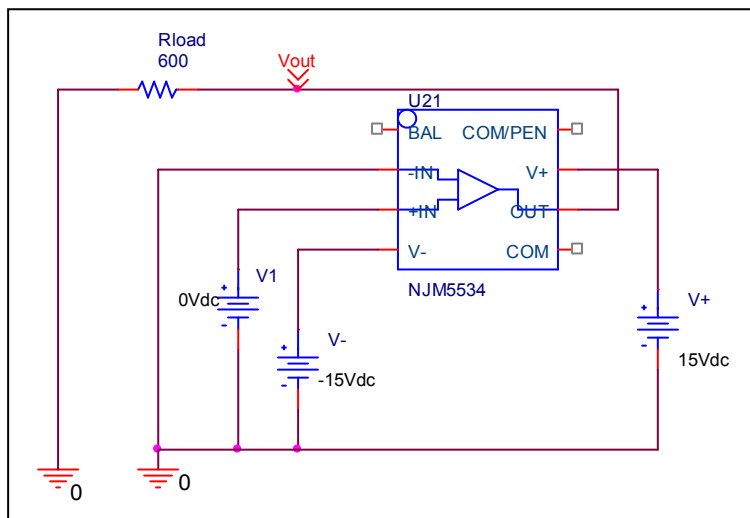 Rload
600
Vout
U21
BAL
COM/PEN
-IN
V+
+IN
OUT
V-
COM
NJM5534
V1
0Vdc
V-
-15Vdc
V+
15Vdc
0
0